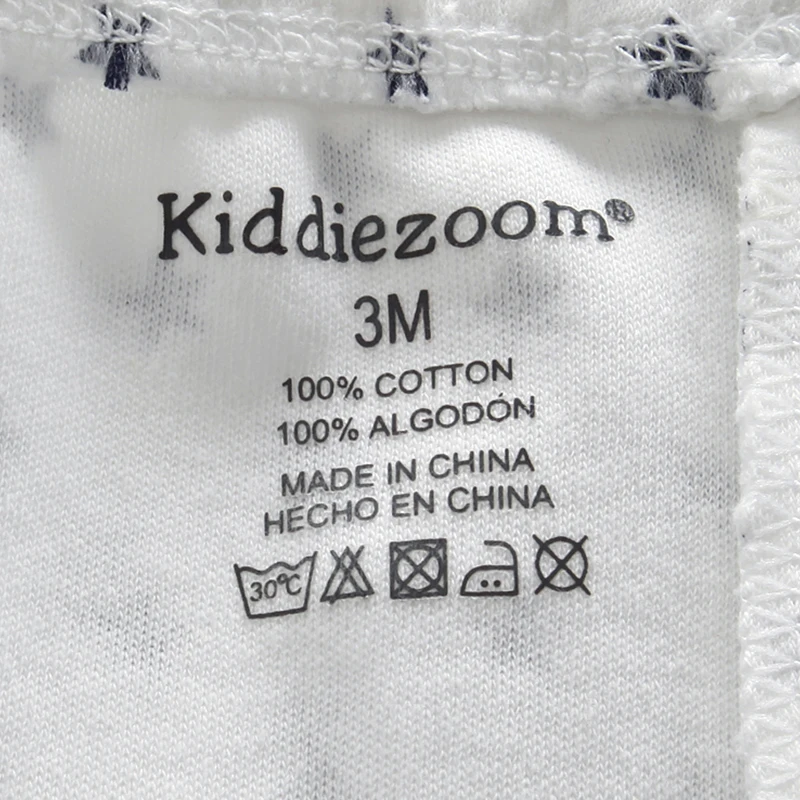 Kiddiezoom®
3M
100% COTTON
100% ALGODÓN
MADE IN CHINA
HECHO EN CHINA
30°C